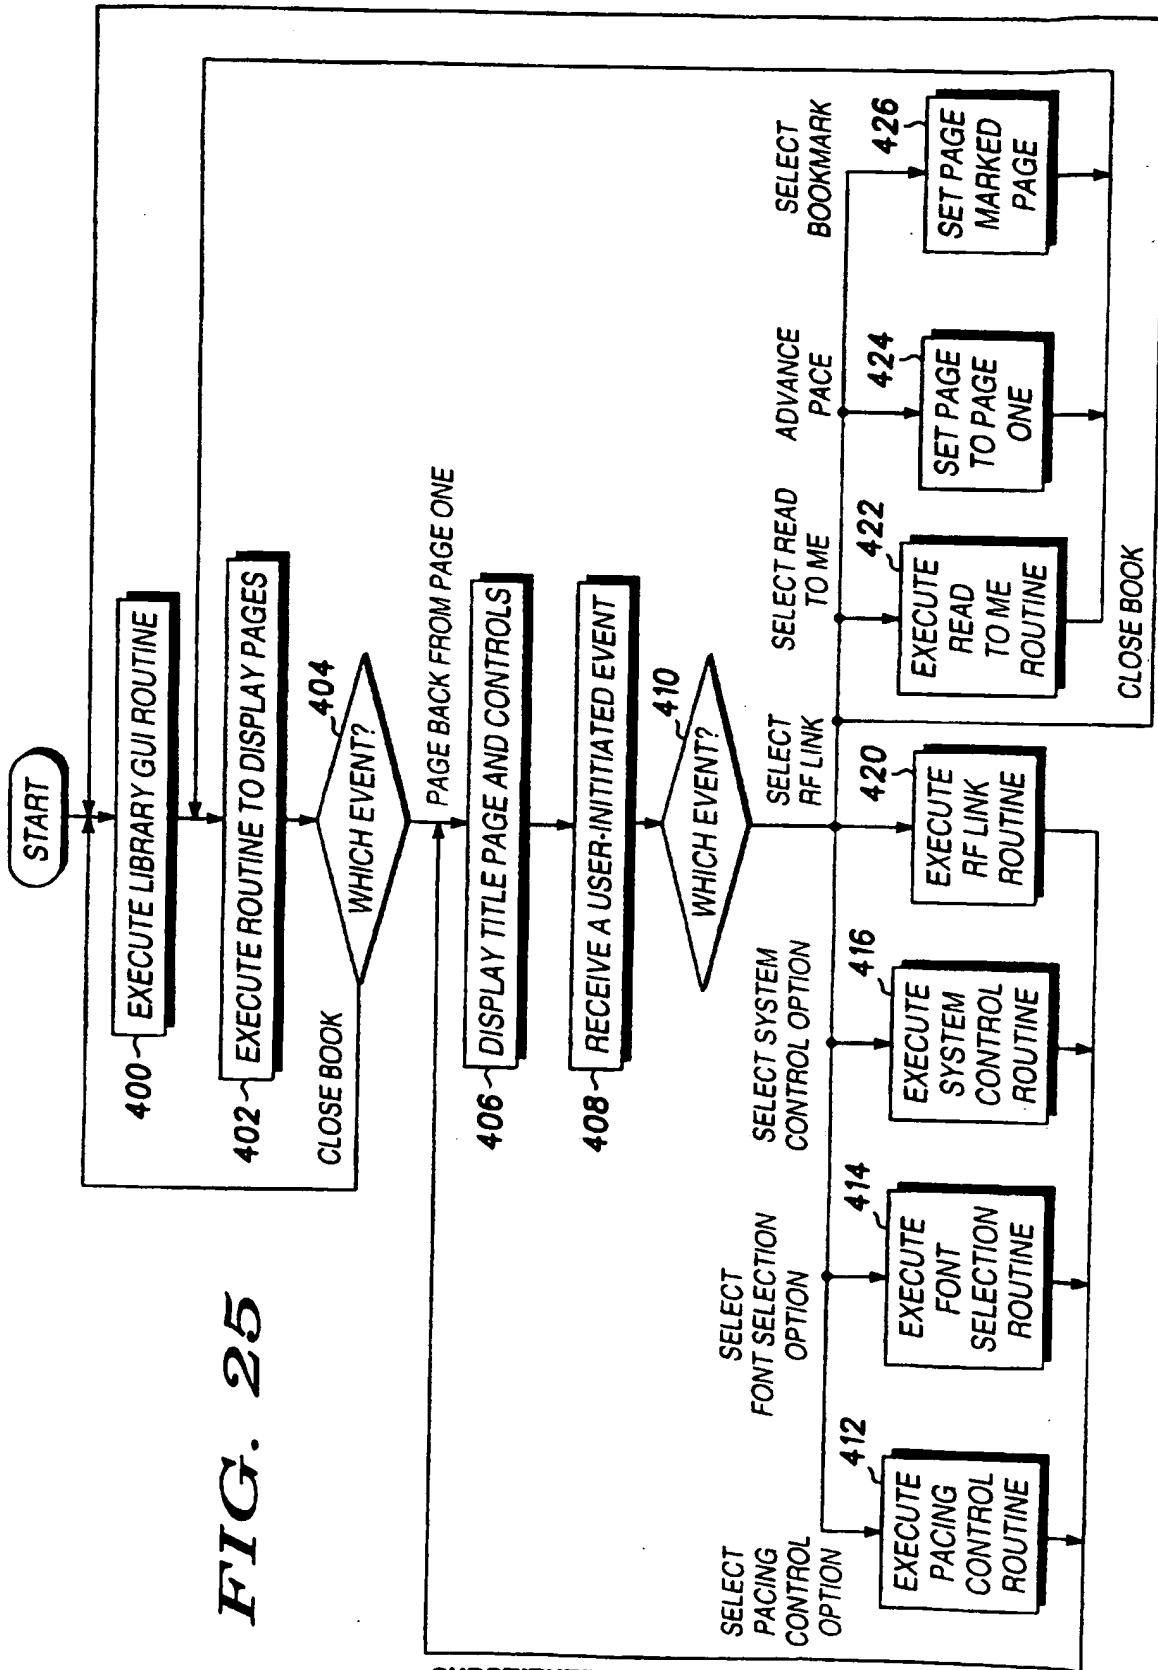 FIG. 25
START
400
EXECUTE LIBRARY GUI ROUTINE
402
EXECUTE ROUTINE TO DISPLAY PAGES
404
WHICH EVENT?
CLOSE BOOK
PAGE BACK FROM PAGE ONE
406
DISPLAY TITLE PAGE AND CONTROLS
408
RECEIVE A USER-INITIATED EVENT
410
WHICH EVENT?
SELECT
PACING
CONTROL
OPTION
412
EXECUTE
PACING
CONTROL
ROUTINE
SELECT
FONT SELECTION
OPTION
414
EXECUTE
FONT
SELECTION
ROUTINE
SELECT SYSTEM
CONTROL OPTION
416
EXECUTE
SYSTEM
CONTROL
ROUTINE
SELECT
RF LINK
420
EXECUTE
RF LINK
ROUTINE
SELECT READ
TO ME
422
EXECUTE
READ
TO ME
ROUTINE
ADVANCE
PACE
424
SET PAGE
TO PAGE
ONE
SELECT
BOOKMARK
426
SET PAGE
MARKED
PAGE
CLOSE BOOK